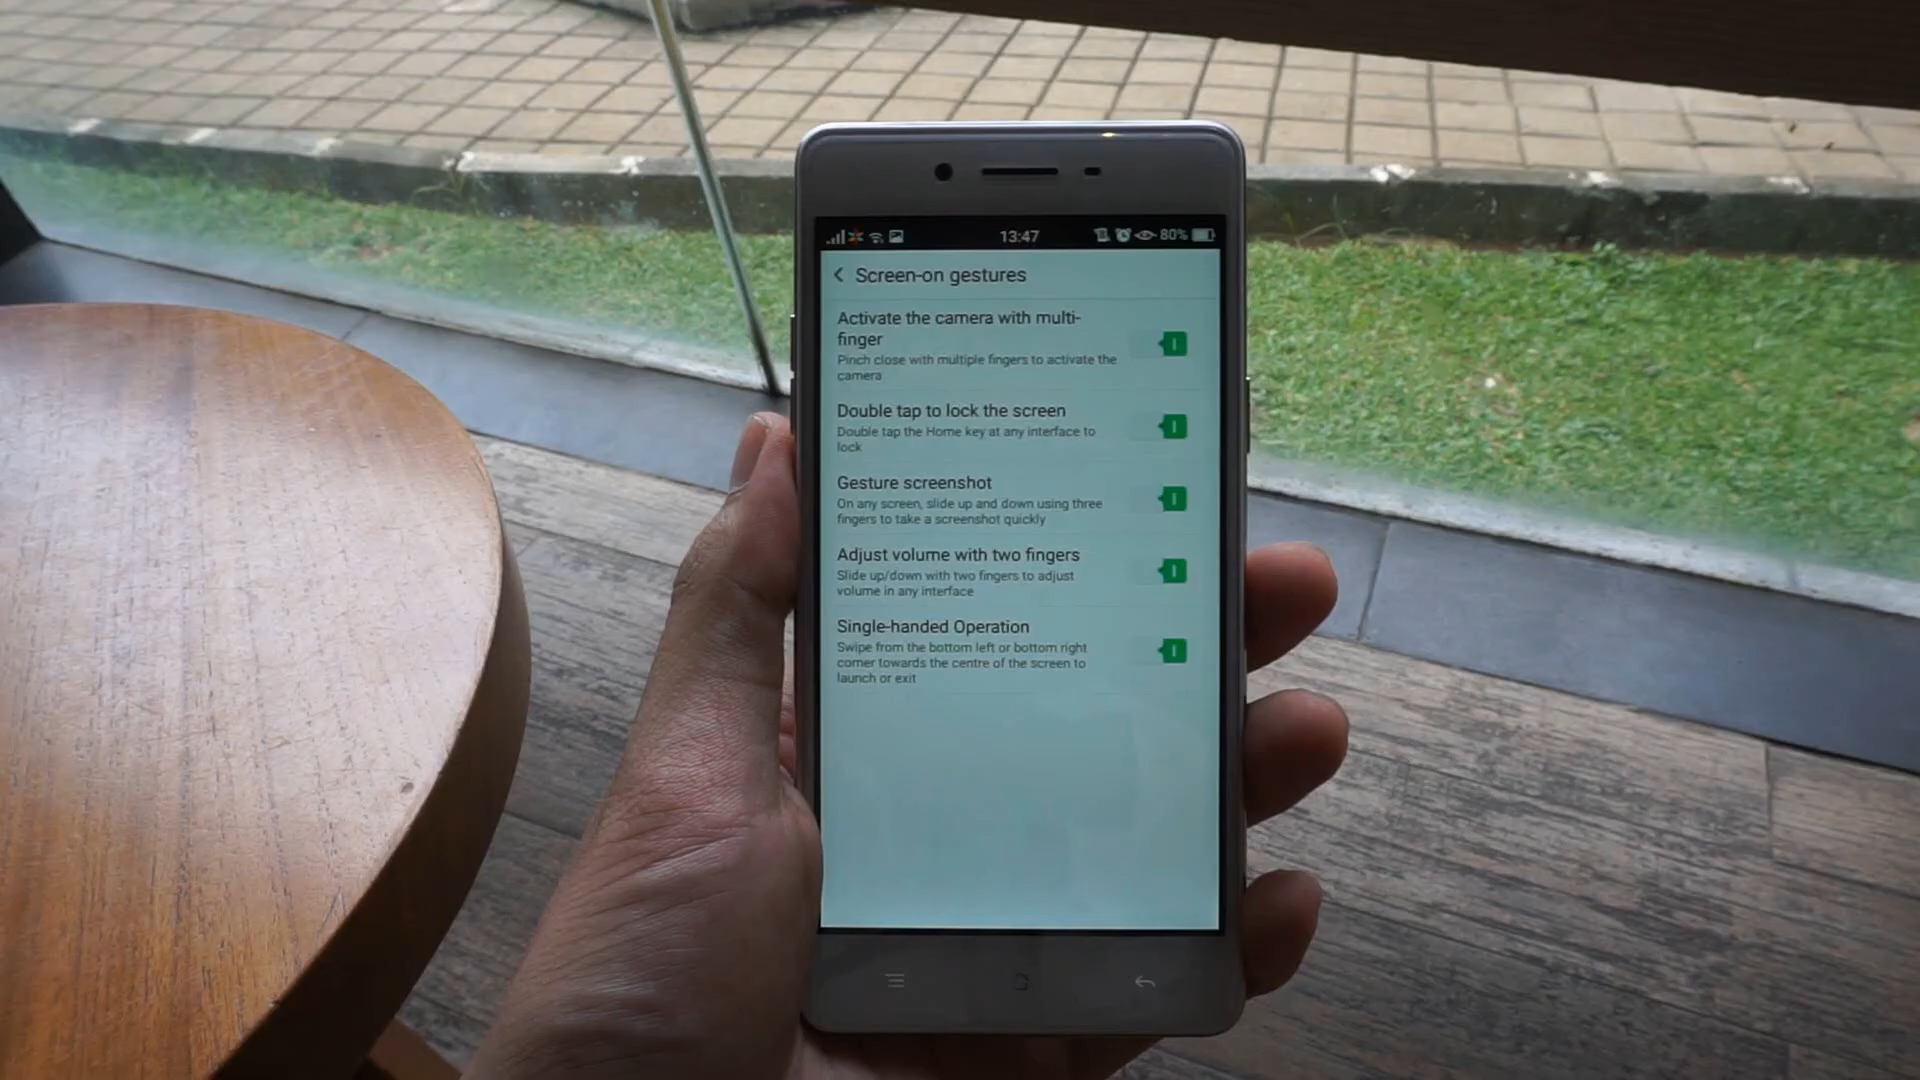 13:47
80%
Screen-on gestures
Activate the camera with multi-
finger
Pinch close with multiple fingers to activate the
camera
Double tap to lock the screen
Double tap the Home key at any interface to
lock
Gesture screenshot
On any screen, slide up and down using three
fingers to take a screenshot quickly
Adjust volume with two fingers
Slide up/down with two fingers to adjust
volume in any interface
Single-handed Operation
Swipe from the bottom left or bottom right
corner towards the centre of the screen to
launch or exit